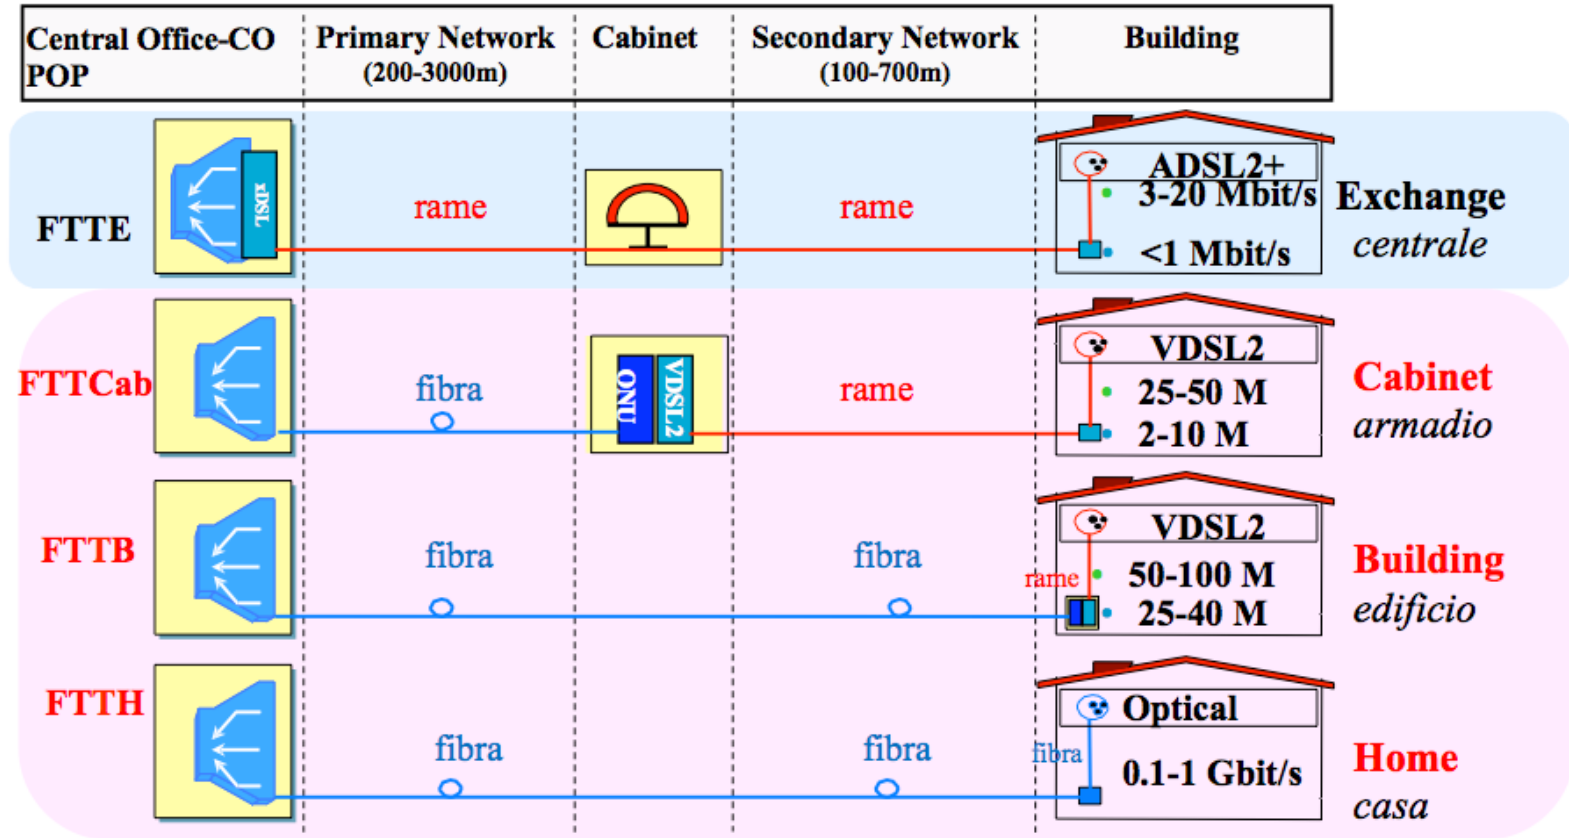 Central Office-CO
POP
Primary Network
(200-3000m)
Cabinet
Secondary Network
(100-700m)
Building
FTTE
xDSL
rame
rame
ADSL2+
3-20 Mbit/s
<1 Mbit/s
Exchange
centrale
FTTCab
fibra
ONU
VDSL2
rame
VDSL2
25-50 M
2-10 M
Cabinet
armadio
FTTB
fibra
fibra
rame
VDSL2
50-100 M
25-40 M
Building
edificio
FTTH
fibra
fibra
fibra
Optical
0.1-1 Gbit/s
Home
casa